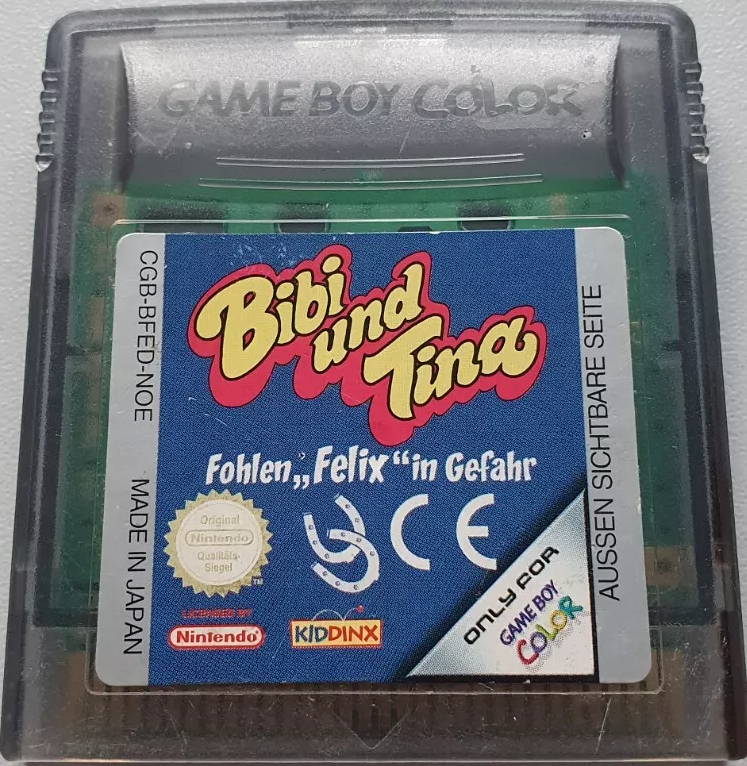 GAME BOY COLOR
CGB-BFED-NOE
MADE IN JAPAN
Bibi
und
Tina
Fohlen „Felix“ in Gefahr
Original
Nintendo
Qualitäts-
Siegel
TM
CE
LICENSED BY
Nintendo
KIDDINX
ONLY FOR
GAME BOY
COLOR
AUSSEN SICHTBARE SEITE